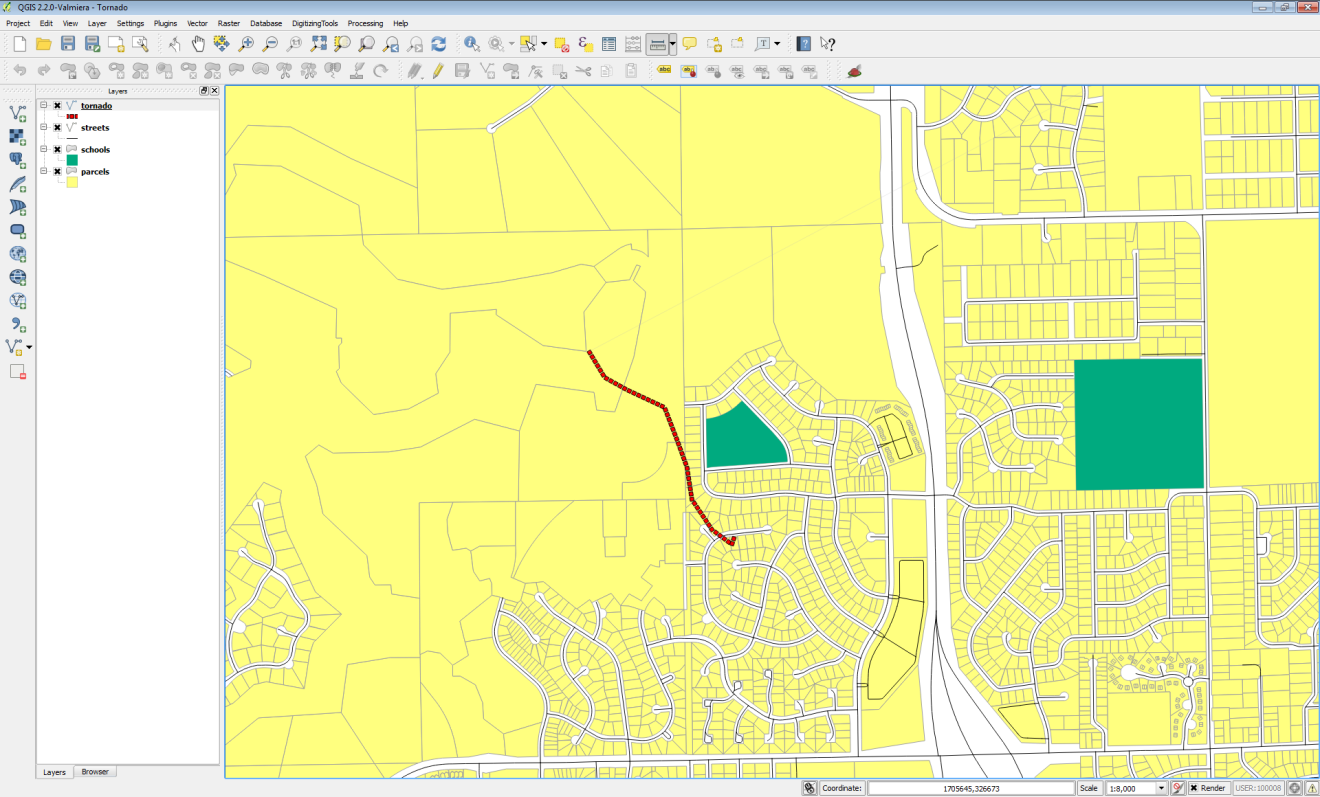 QGIS 2.2.0-Valmiera - Tornado
Project Edit View Layer Settings Plugins Vector Raster Database DigitizingTools Processing Help
Layers
tornado
streets
schools
parcels
Layers Browser
Coordinate: 1705645,326673 Scale 1:8,000 Render USER:100008